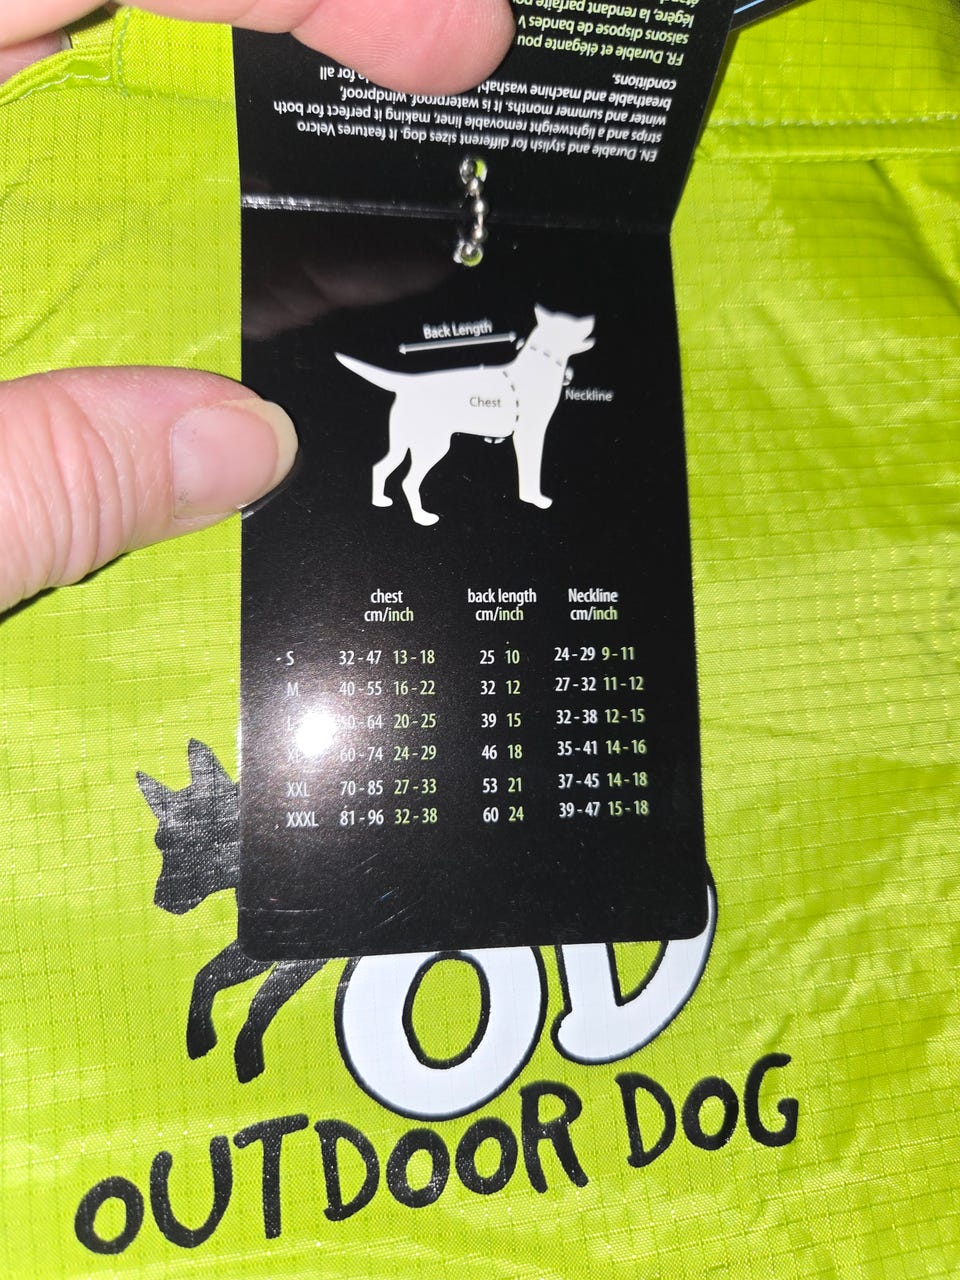 EN. Durable and stylish for different sizes dog. It features Velcro
strips and a lightweight removable liner, making it perfect for both
winter and summer months. It is waterproof, windproof,
breathable and machine for all
conditions.
FR. Durable et élégante
saisons dispose de bandes
légère, la rendant parfaite
Back Length
Chest
Neckline
chest back length Neckline
cm/inch cm/inch cm/inch
S 32 - 47 13 - 18 25 10 24 - 29 9 - 11
M 40 - 55 16 - 22 32 12 27 - 32 11 - 12
L 50 - 64 20 - 25 39 15 32 - 38 12 - 15
XL 60 - 74 24 - 29 46 18 35 - 41 14 - 16
XXL 70 - 85 27 - 33 53 21 37 - 45 14 - 18
XXXL 81 - 96 32 - 38 60 24 39 - 47 15 - 18
OD
OUTDOOR DOG